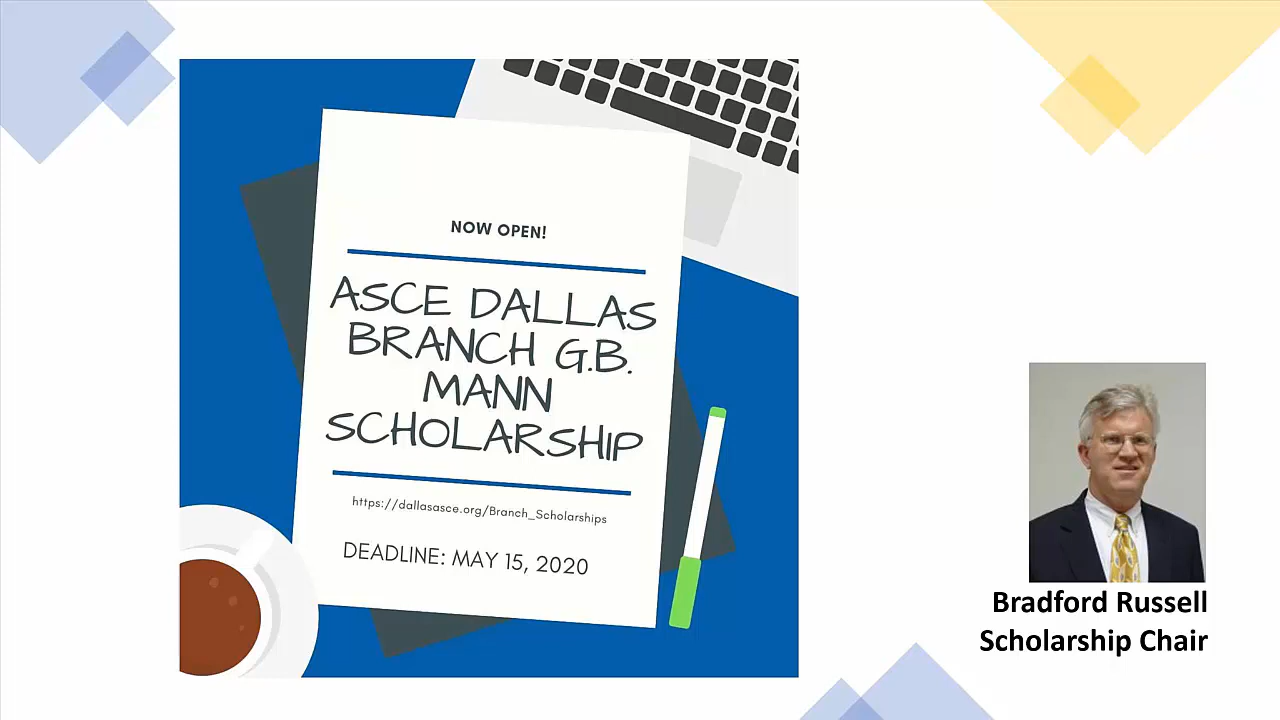 NOW OPEN!
ASCE DALLAS
BRANCH G.B.
MANN
SCHOLARSHIP
https://dallasasce.org/Branch_Scholarships
DEADLINE: MAY 15, 2020
Bradford Russell
Scholarship Chair